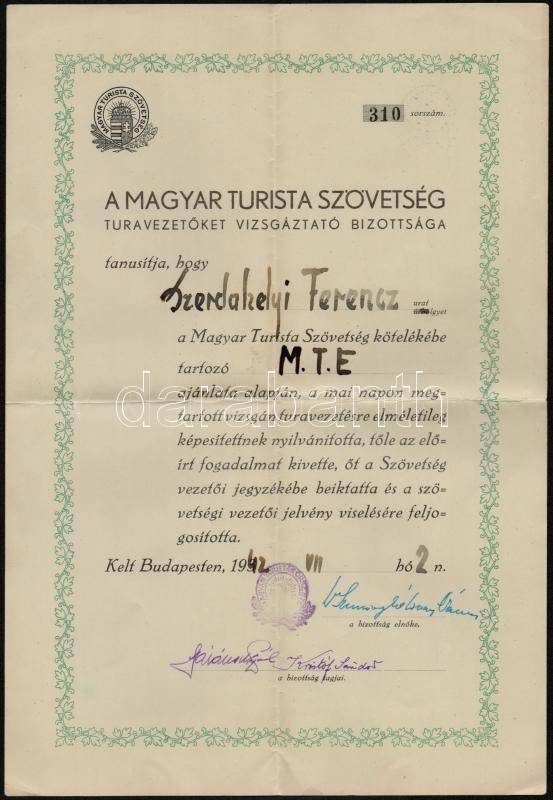 MAGYAR TURISTA SZÖVETSÉG
310 sorszám.
A MAGYAR TURISTA SZÖVETSÉG
TURAVEZETŐKET VIZSGÁZTATÓ BIZOTTSÁGA
tanusítja, hogy
Szerdahelyi Ferencz urat
a Magyar Turista Szövetség kötelékébe
tartozó M.T.E
ajánlata alapján, a mai napon meg=
tartott vizsgán turavezetésre elméletileg
képesítettnek nyilvánította, tőle az elő=
írt fogadalmat kivette, őt a Szövetség
vezetői jegyzékébe beiktatta és a szö=
vetségi vezetői jelvény viselésére feljo=
gosította.
Kelt Budapesten, 1942 VII hó 2 n.
a bizottság elnöke,
Kristóf Sándor
a bizottság tagjai.
darabanth